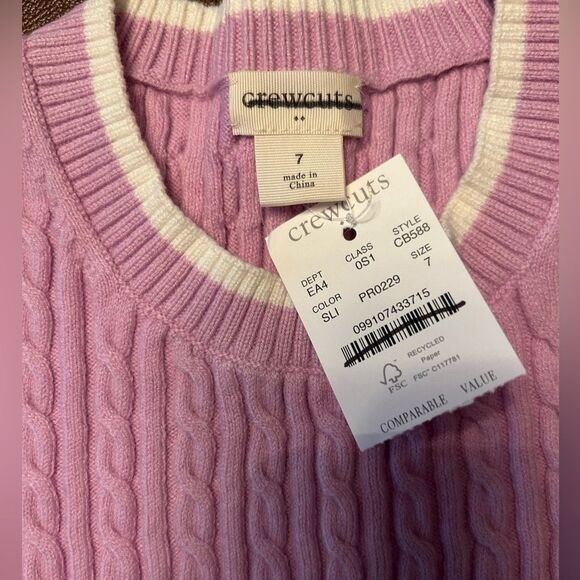 crewcuts
7
made in
China
crewcuts
DEPT CLASS STYLE
EA4 0S1 CB588
COLOR SIZE
SLI PR0229 7
099107433715
RECYCLED
Paper
FSC FSC™ C117781
COMPARABLE VALUE